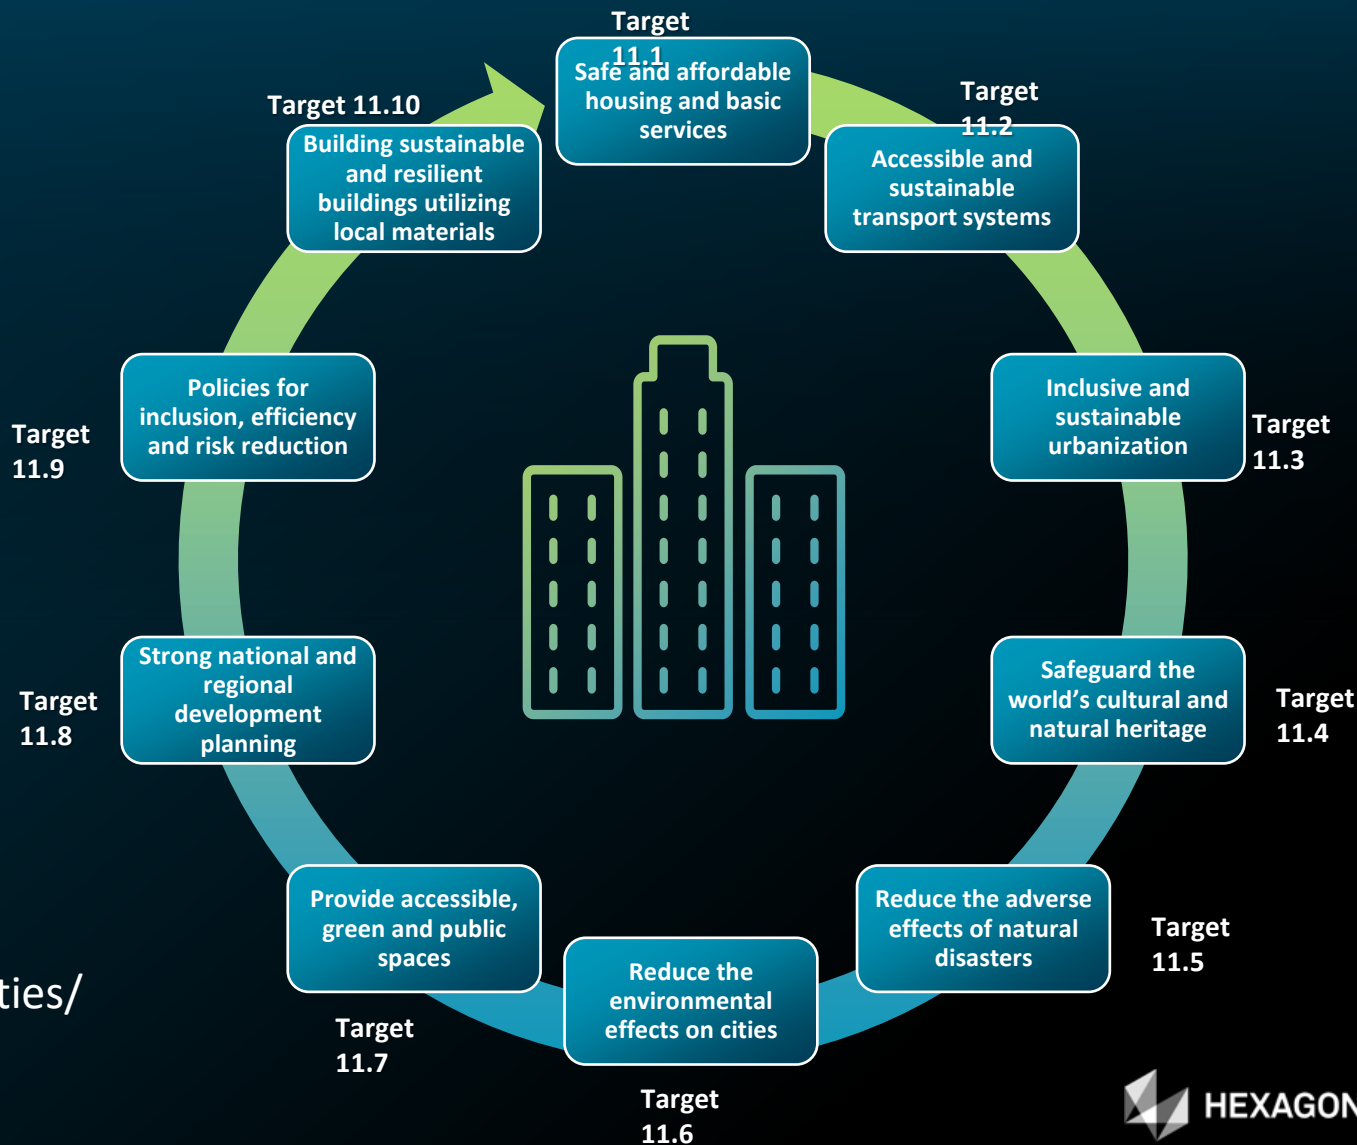 Target
11.1
Safe and affordable
housing and basic
services
Target
11.2
Accessible and
sustainable
transport systems
Inclusive and
sustainable
urbanization
Target
11.3
Safeguard the
world’s cultural and
natural heritage
Target
11.4
Reduce the adverse
effects of natural
disasters
Target
11.5
Reduce the
environmental
effects on cities
Target
11.6
Provide accessible,
green and public
spaces
Target
11.7
Strong national and
regional
development
planning
Target
11.8
Policies for
inclusion, efficiency
and risk reduction
Target
11.9
Target 11.10
Building sustainable
and resilient
buildings utilizing
local materials
ties/
HEXAGON